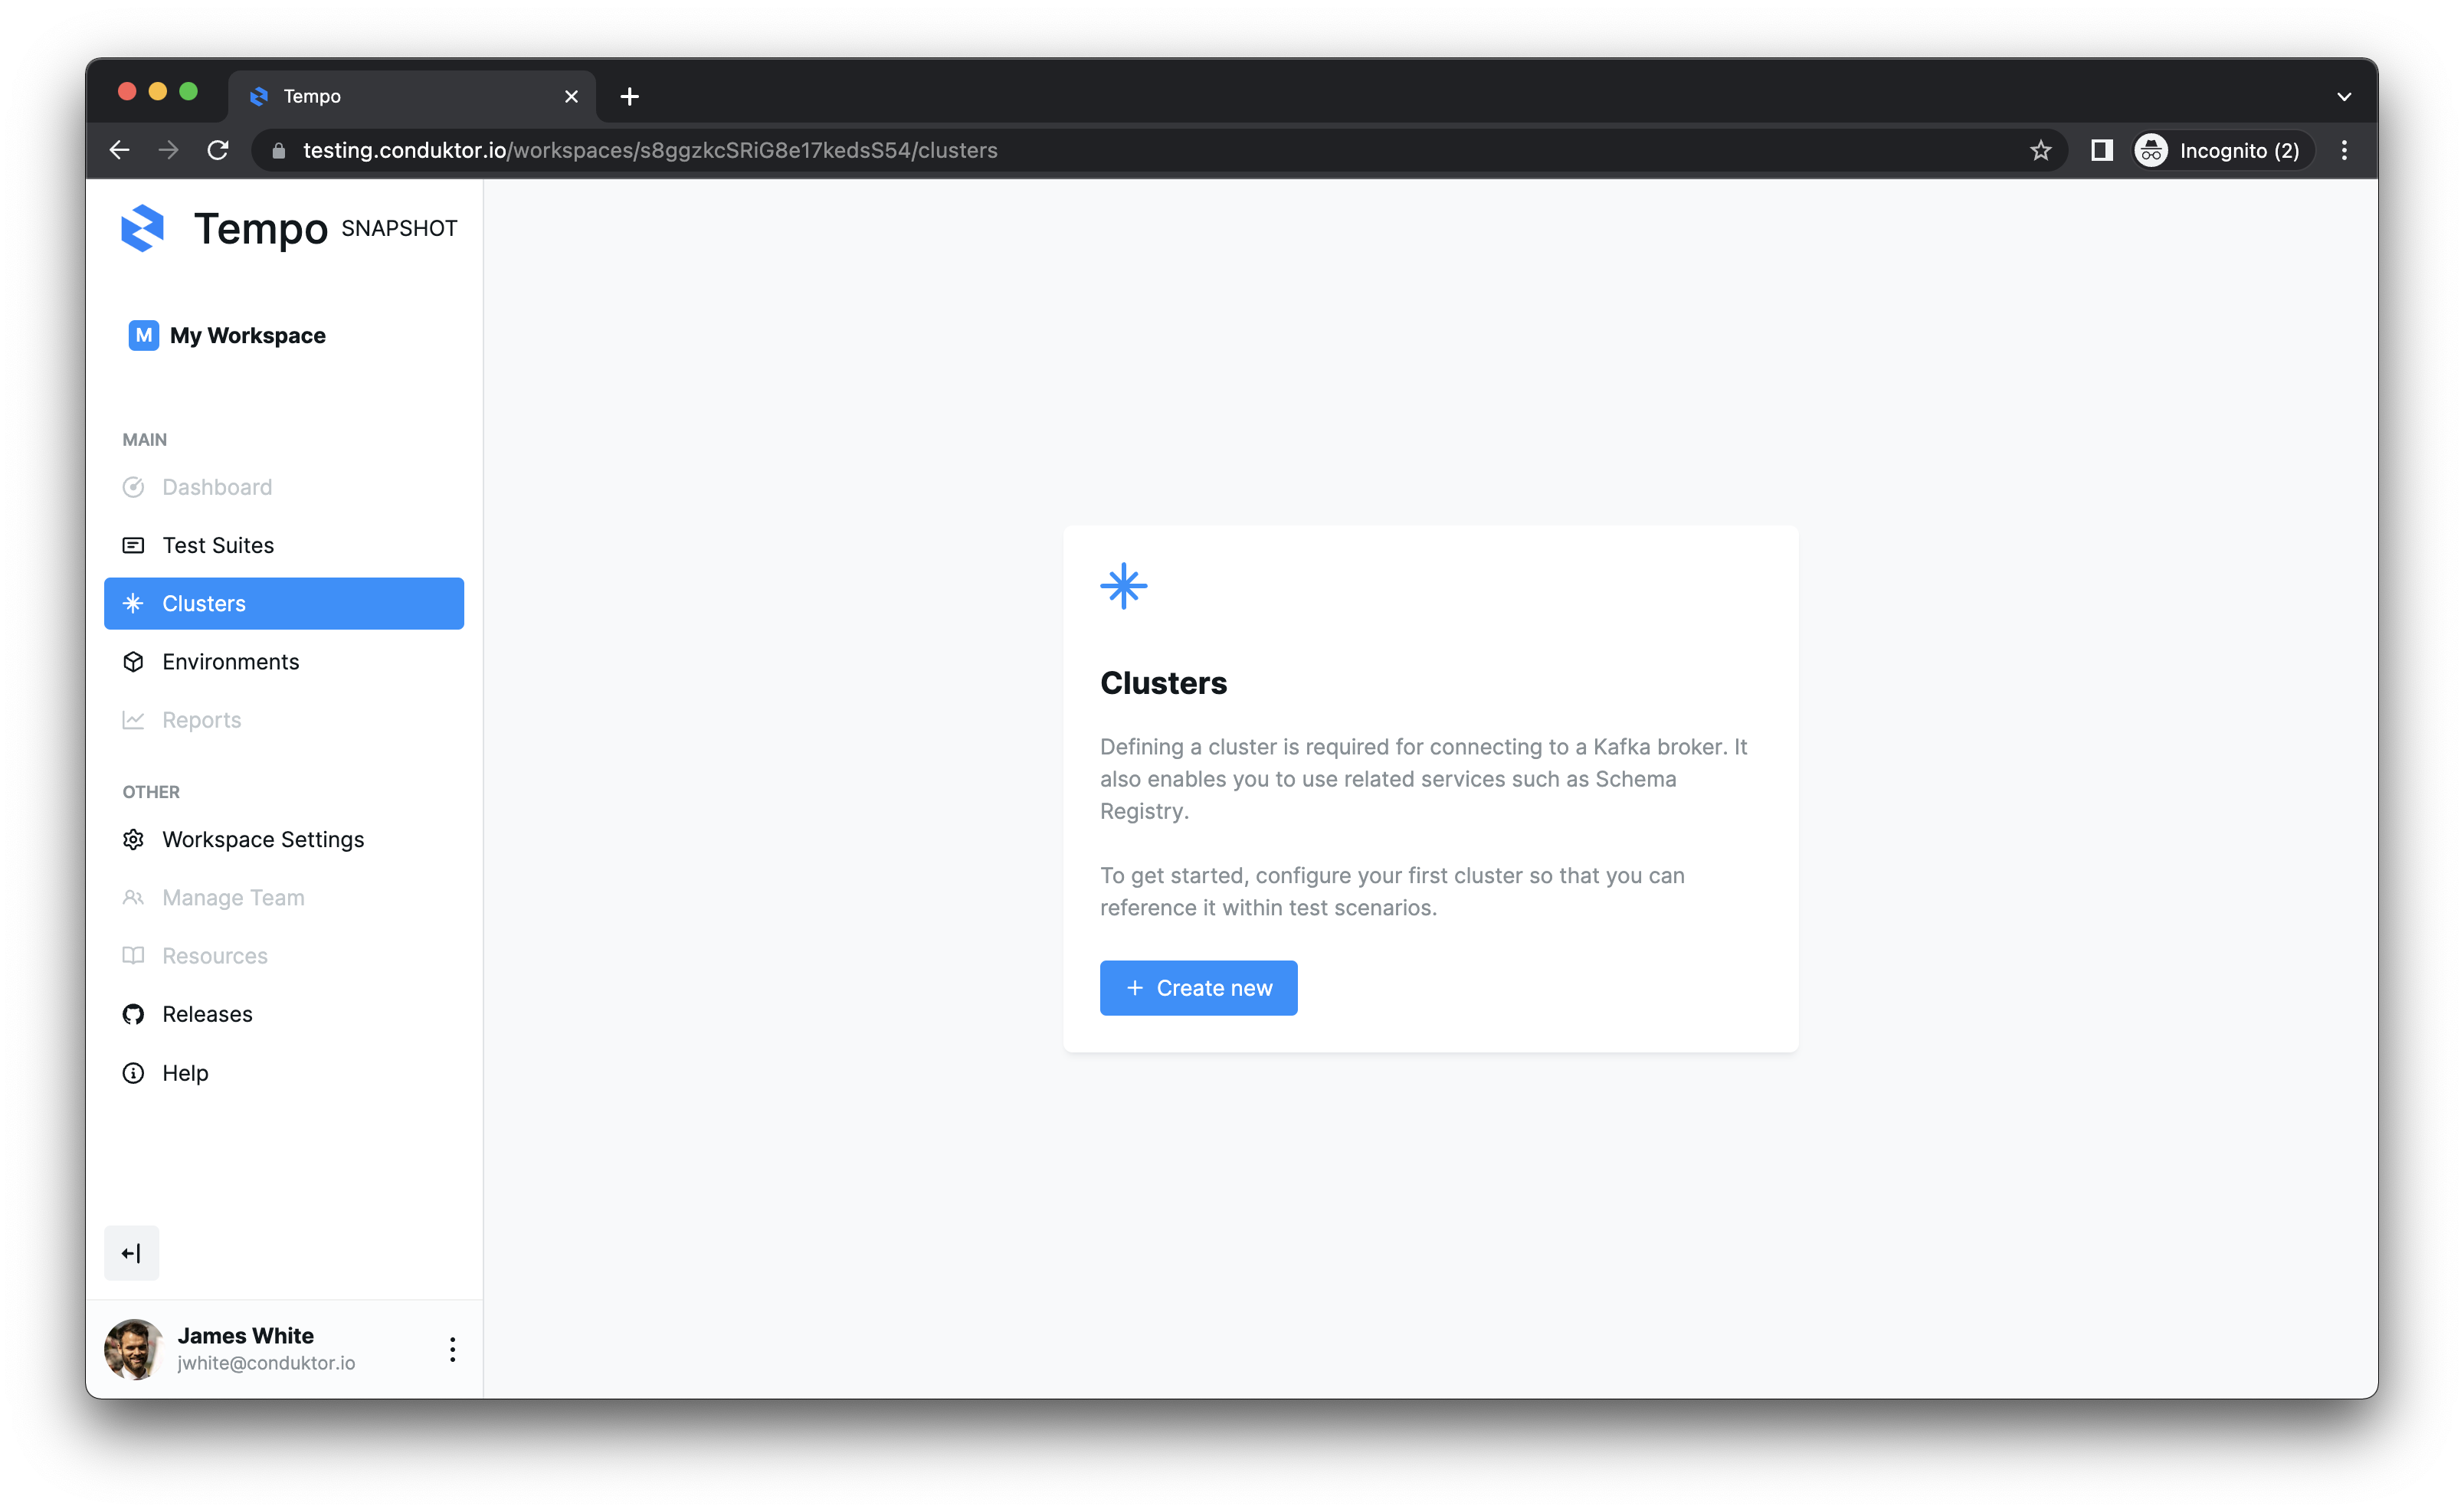 Tempo
testing.conduktor.io/workspaces/s8ggzkcSRiG8e17kedsS54/clusters
Incognito (2)
Tempo SNAPSHOT
M My Workspace
MAIN
Dashboard
Test Suites
Clusters
Environments
Reports
OTHER
Workspace Settings
Manage Team
Resources
Releases
Help
James White
jwhite@conduktor.io
Clusters
Defining a cluster is required for connecting to a Kafka broker. It
also enables you to use related services such as Schema
Registry.
To get started, configure your first cluster so that you can
reference it within test scenarios.
+ Create new